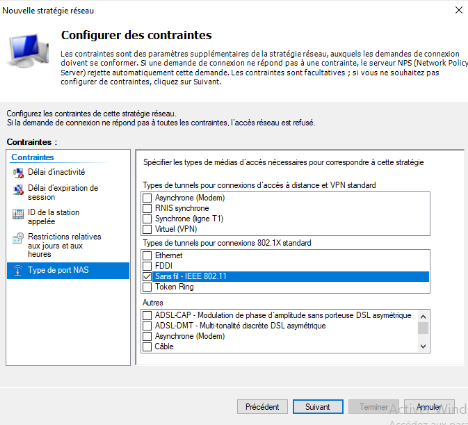 Nouvelle stratégie réseau
Configurer des contraintes
Les contraintes sont des paramètres supplémentaires de la stratégie réseau, auxquels les demandes de connexion
doivent se conformer. Si une demande de connexion ne répond pas à une contrainte, le serveur NPS (Network Policy
Server) rejette automatiquement cette demande. Les contraintes sont facultatives ; si vous ne souhaitez pas
configurer de contraintes, cliquez sur Suivant.
Configurez les contraintes de cette stratégie réseau.
Si la demande de connexion ne répond pas à toutes les contraintes, l'accès réseau est refusé.
Contraintes :
Contraintes
Délai d'inactivité
Délai d'expiration de
session
ID de la station
appelée
Restrictions relatives
aux jours et aux
heures
Type de port NAS
Spécifier les types de médias d'accès nécessaires pour correspondre à cette stratégie
Types de tunnels pour connexions d'accès à distance et VPN standard
Asynchrone (Modem)
RNIS synchrone
Synchrone (ligne T1)
Virtuel (VPN)
Types de tunnels pour connexions 802.1X standard
Ethernet
FDDI
Sans fil - IEEE 802.11
Token Ring
Autres
ADSL-CAP - Modulation de phase d'amplitude sans porteuse DSL asymétrique
ADSL-DMT - Multi-tonalité discrète DSL asymétrique
Asynchrone (Modem)
Câble
Précédent Suivant Terminer Annuler